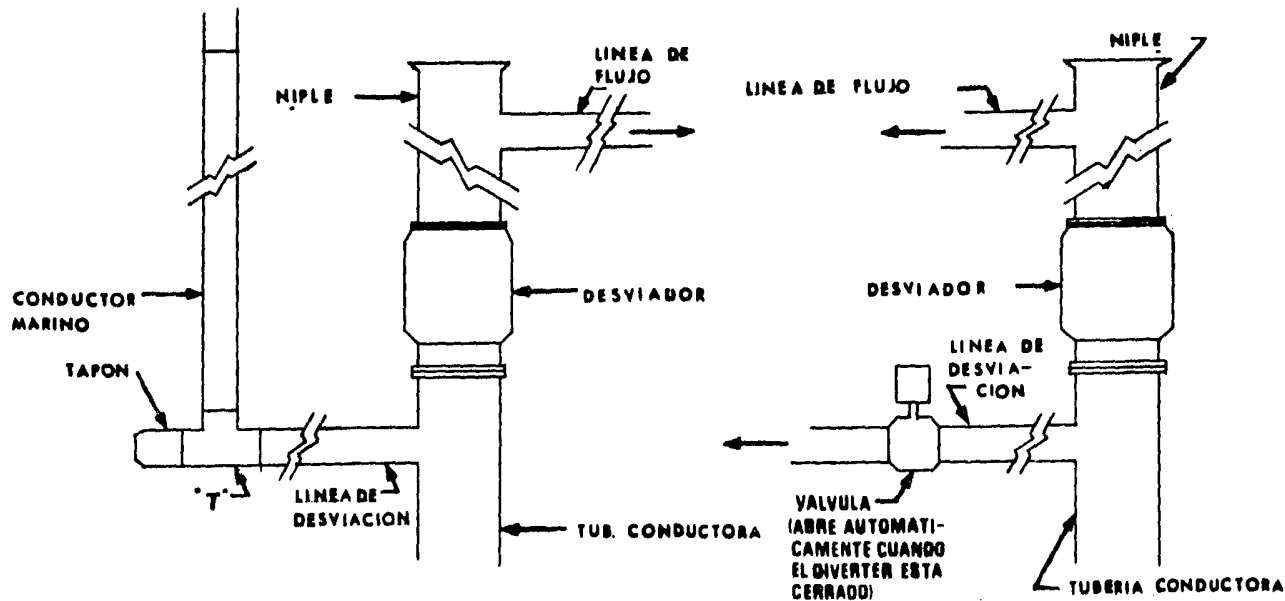 NIPLE
LINEA DE
FLUJO
CONDUCTOR
MARINO
TAPON
DESVIADOR
"T"
LINEA DE
DESVIACION
TUB. CONDUCTORA
NIPLE
LINEA DE FLUJO
DESVIADOR
LINEA DE
DESVIA-
CION
VALVULA
(ABRE AUTOMATI-
CAMENTE CUANDO
EL DIVERTER ESTA
CERRADO)
TUBERIA CONDUCTORA